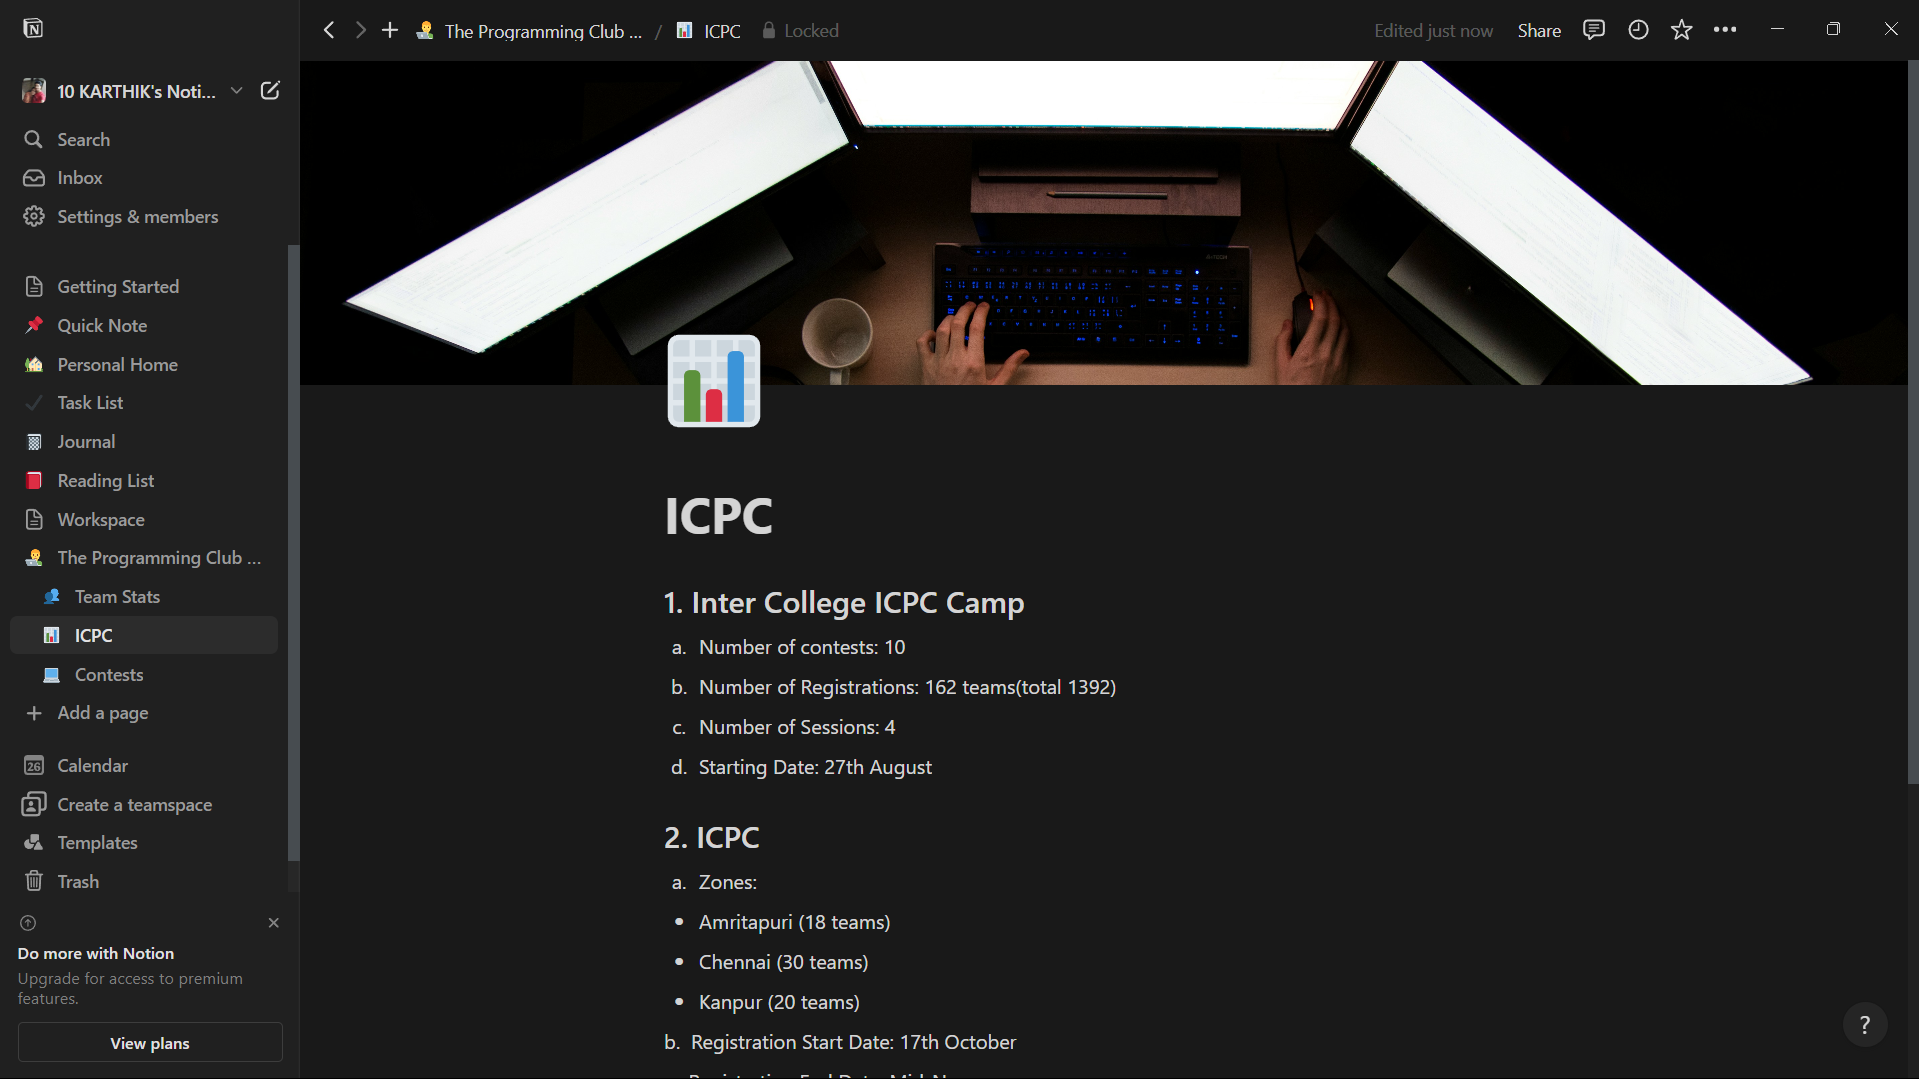 The Programming Club ... / ICPC Locked
Edited just now Share
10 KARTHIK's Noti...
Search
Inbox
Settings & members
Getting Started
Quick Note
Personal Home
Task List
Journal
Reading List
Workspace
The Programming Club ...
Team Stats
ICPC
Contests
Add a page
26 Calendar
Create a teamspace
Templates
Trash
Do more with Notion
Upgrade for access to premium
features.
View plans
ICPC
1. Inter College ICPC Camp
a. Number of contests: 10
b. Number of Registrations: 162 teams(total 1392)
c. Number of Sessions: 4
d. Starting Date: 27th August
2. ICPC
a. Zones:
• Amritapuri (18 teams)
• Chennai (30 teams)
• Kanpur (20 teams)
b. Registration Start Date: 17th October
?